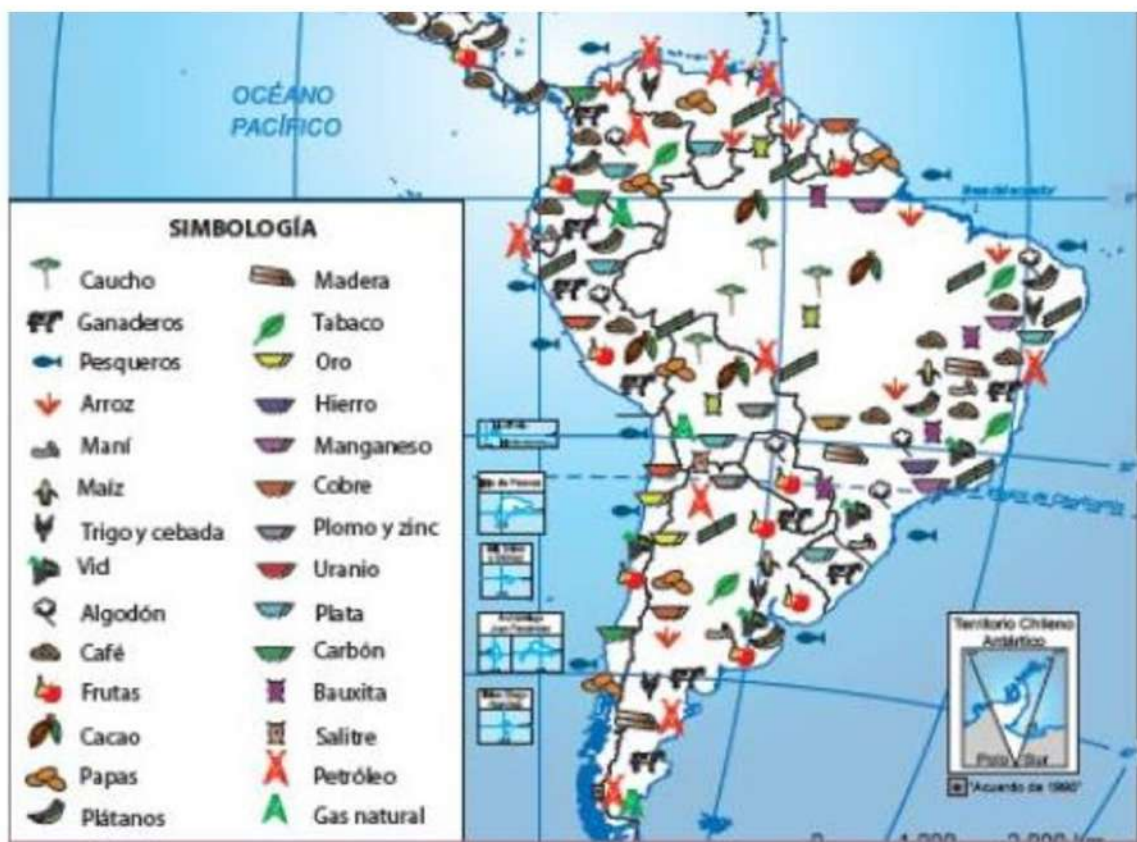 OCÉANO
PACÍFICO
SIMBOLOGÍA
Caucho
Ganaderos
Pesqueros
Arroz
Maní
Maíz
Trigo y cebada
Vid
Algodón
Café
Frutas
Cacao
Papas
Plátanos
Madera
Tabaco
Oro
Hierro
Manganeso
Cobre
Plomo y zinc
Uranio
Plata
Carbón
Bauxita
Salitre
Petróleo
Gas natural
Territorio Chileno
Antártico
Polo Sur